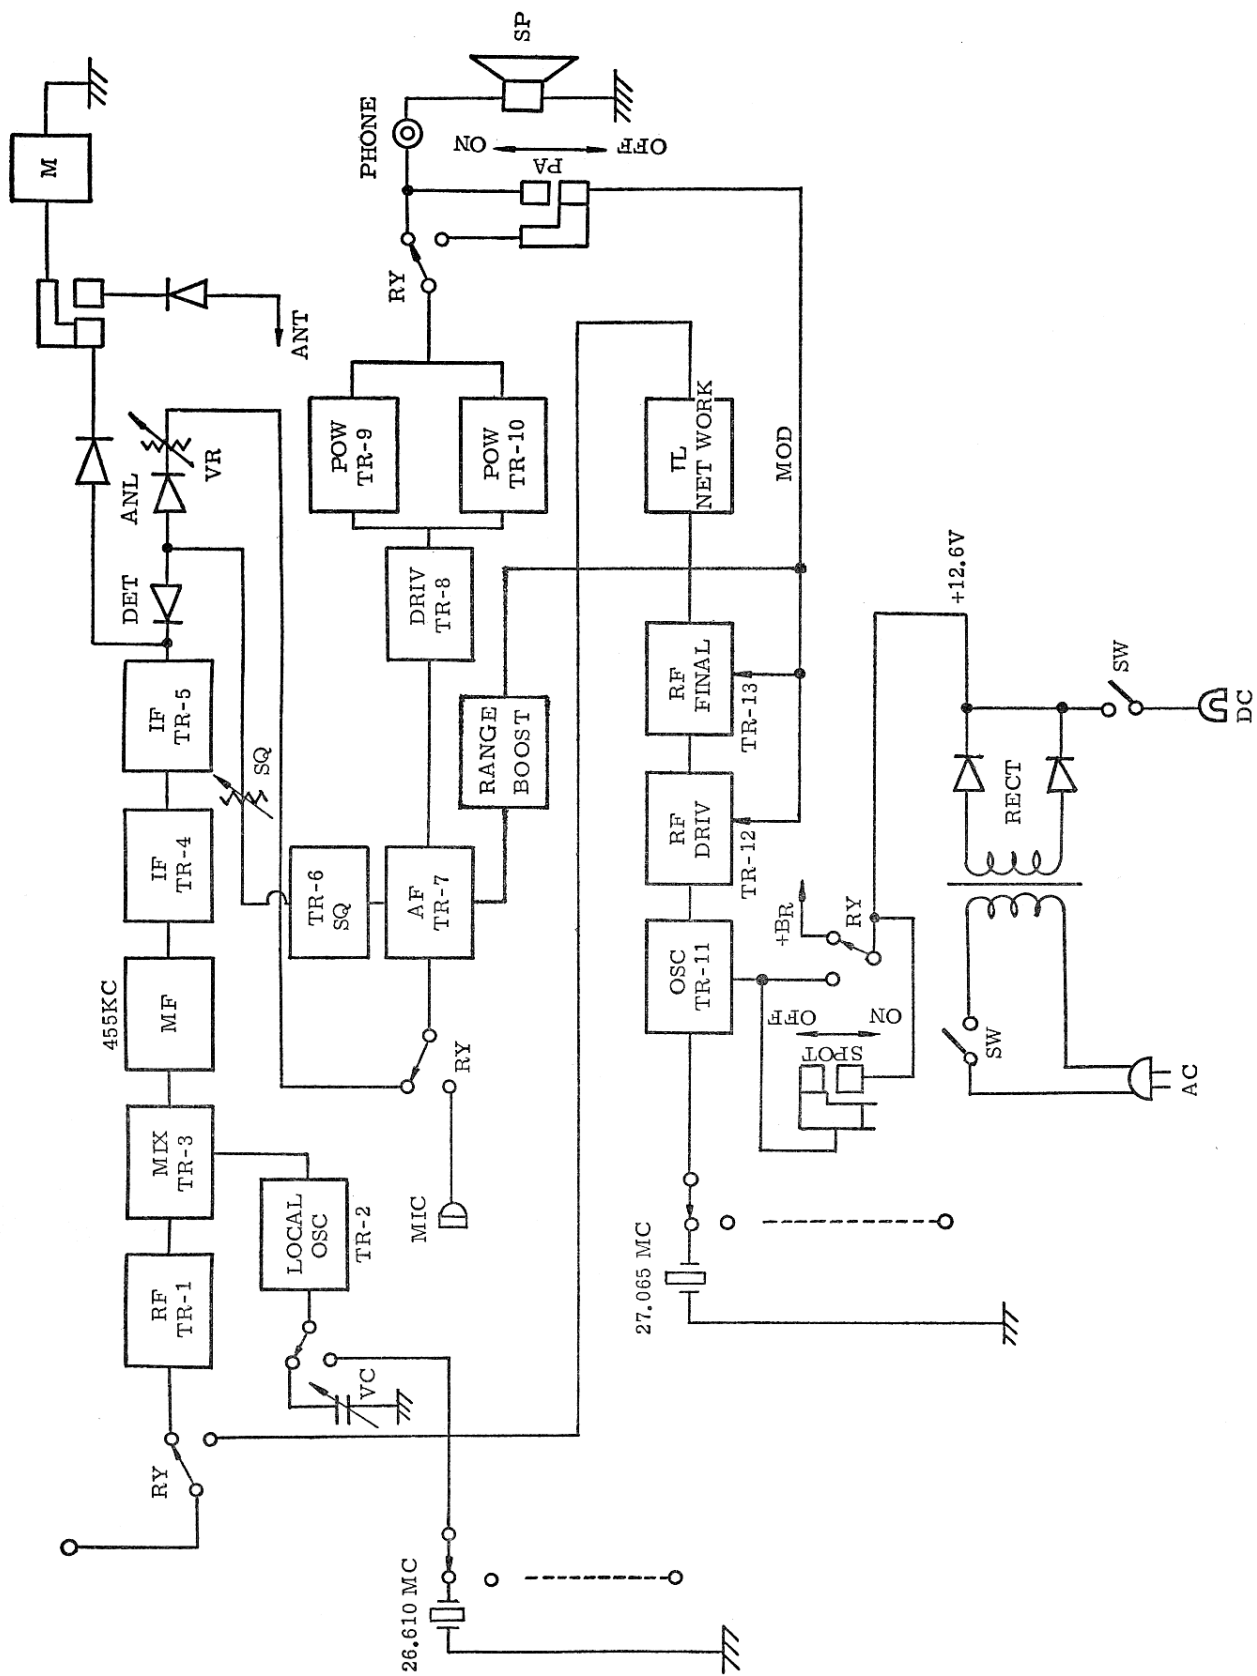 RY
RF
TR-1
MIX
TR-3
455KC
MF
IF
TR-4
IF
TR-5
DET
ANL
VR
M
ANT
SQ
LOCAL
OSC
TR-2
VC
26.610 MC
MIC
RY
TR-6
SQ
AF
TR-7
DRIV
TR-8
POW
TR-9
POW
TR-10
RY
PHONE
SP
PA
ON
OFF
RANGE
BOOST
27.065 MC
OSC
TR-11
RF
DRIV
TR-12
RF
FINAL
TR-13
NET WORK
MOD
SPOT
OFF
ON
+BR
RY
+12.6V
RECT
SW
AC
SW
DC